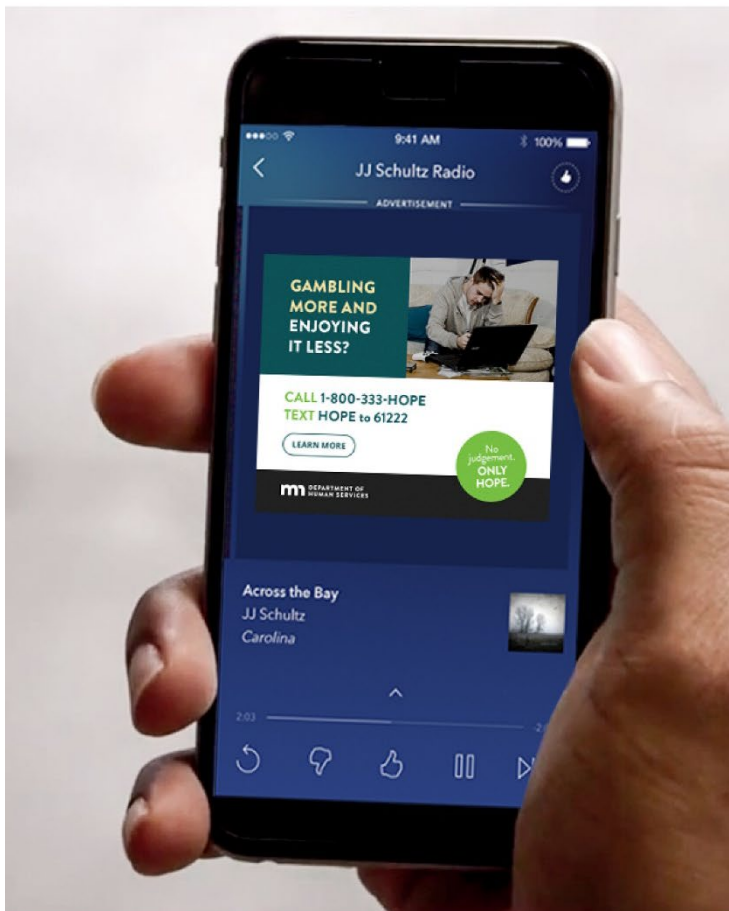 9:41 AM
100%
JJ Schultz Radio
ADVERTISEMENT
GAMBLING
MORE AND
ENJOYING
IT LESS?
CALL 1-800-333-HOPE
TEXT HOPE to 61222
LEARN MORE
No
judgement.
ONLY
HOPE.
mn DEPARTMENT OF
HUMAN SERVICES
Across the Bay
JJ Schultz
Carolina
2:03